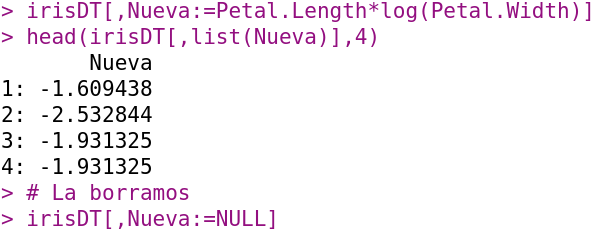 > irisDT[,Nueva:=Petal.Length*log(Petal.Width)]
> head(irisDT[,list(Nueva)],4)
       Nueva
1: -1.609438
2: -2.532844
3: -1.931325
4: -1.931325
> # La borramos
> irisDT[,Nueva:=NULL]